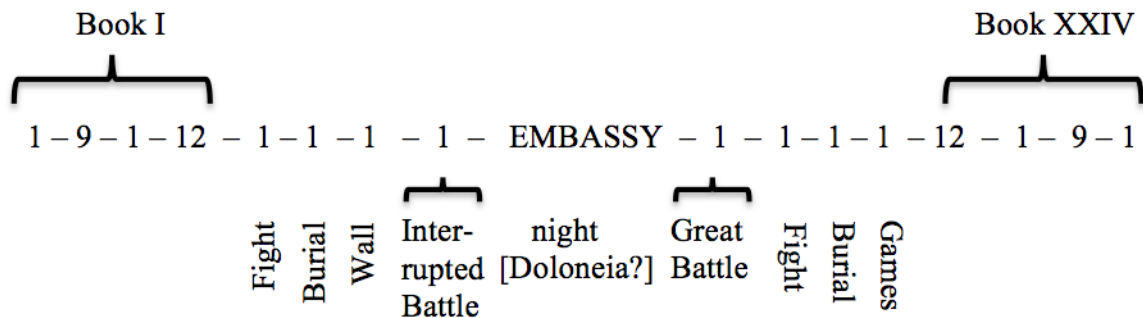 Book I Book XXIV
1 – 9 – 1 – 12 – 1 – 1 – 1 – 1 – EMBASSY – 1 – 1 – 1 – 1 – 12 – 1 – 9 – 1
Fight
Burial
Wall
Inter-
rupted
Battle
night
[Doloneia?]
Great
Battle
Fight
Burial
Games